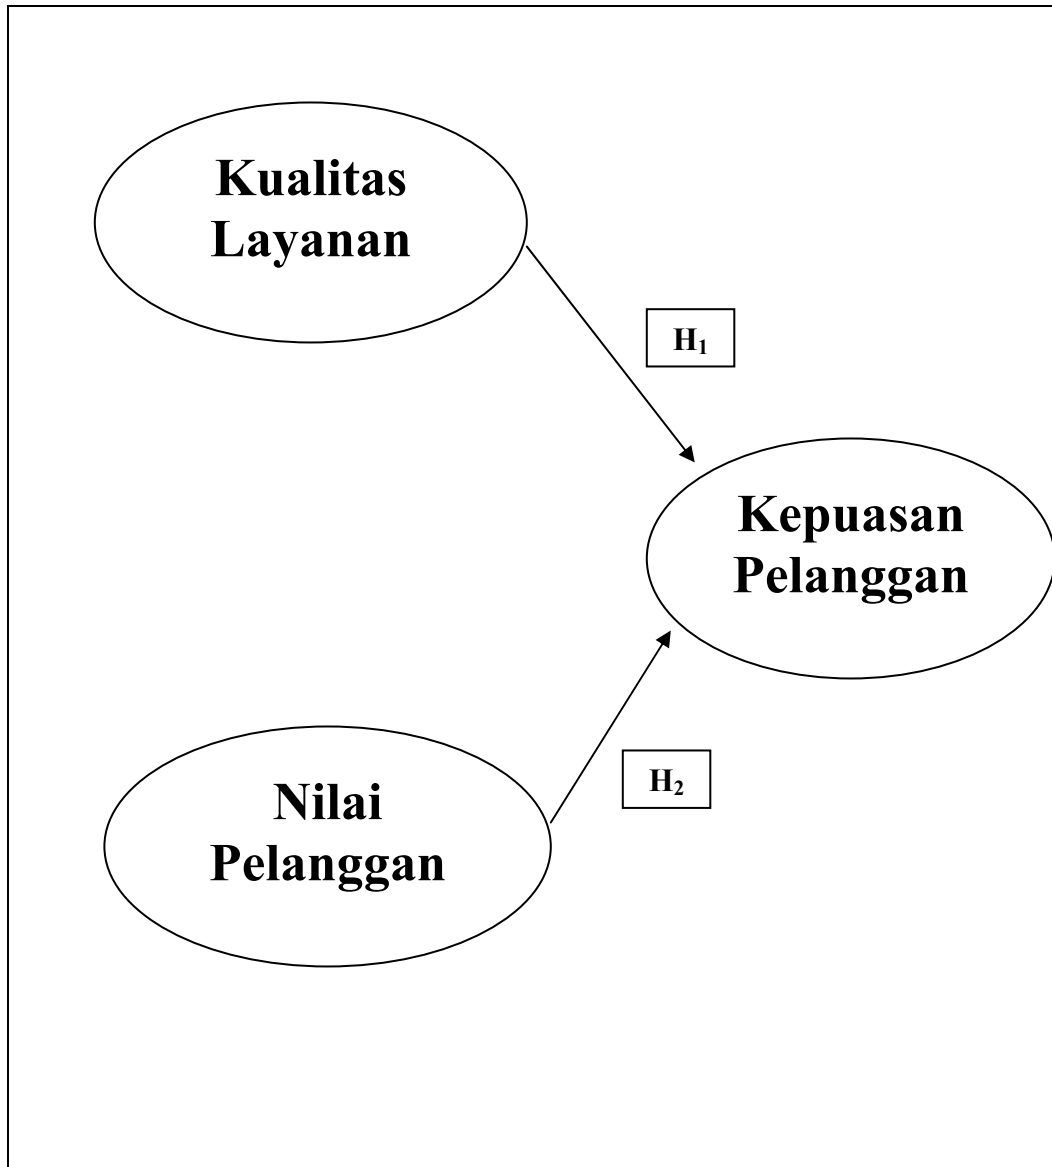 Kualitas
Layanan
H₁
Kepuasan
Pelanggan
H₂
Nilai
Pelanggan